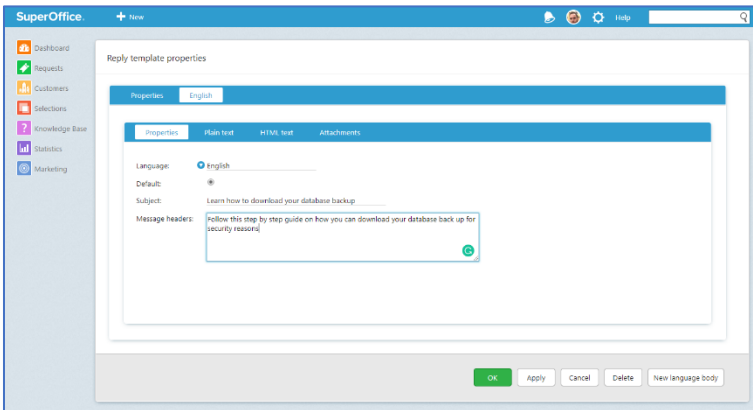 SuperOffice.
New
Help
Dashboard
Requests
Customers
Selections
Knowledge Base
Statistics
Marketing
Reply template properties
Properties English
Properties Plain text HTML text Attachments
Language: English
Default:
Subject: Learn how to download your database backup
Message headers: Follow this step by step guide on how you can download your database back up for
security reasons
OK Apply Cancel Delete New language body